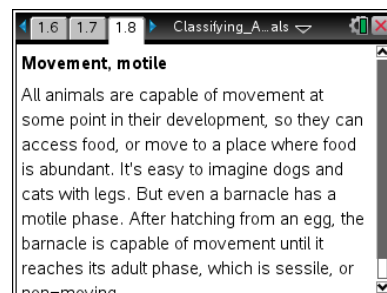 1.6 1.7 1.8 Classifying_A…als
Movement, motile
All animals are capable of movement at
some point in their development, so they can
access food, or move to a place where food
is abundant. It's easy to imagine dogs and
cats with legs. But even a barnacle has a
motile phase. After hatching from an egg, the
barnacle is capable of movement until it
reaches its adult phase, which is sessile, or
non-moving